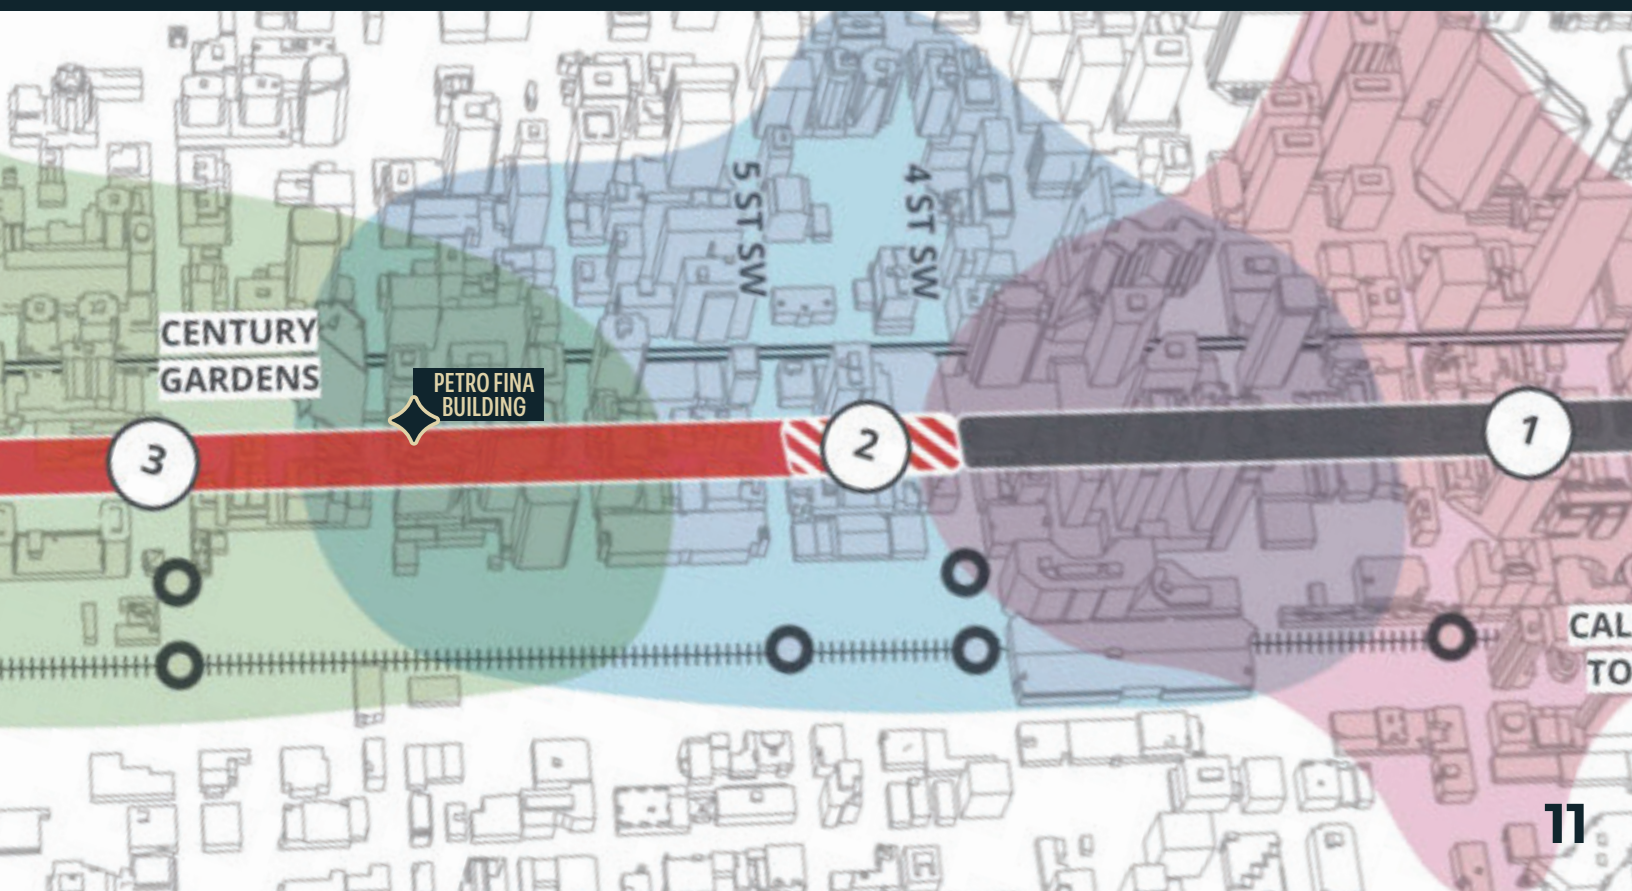 5 ST SW
4 ST SW
CENTURY
GARDENS
PETRO FINA
BUILDING
3
2
1
CAL
TO
11